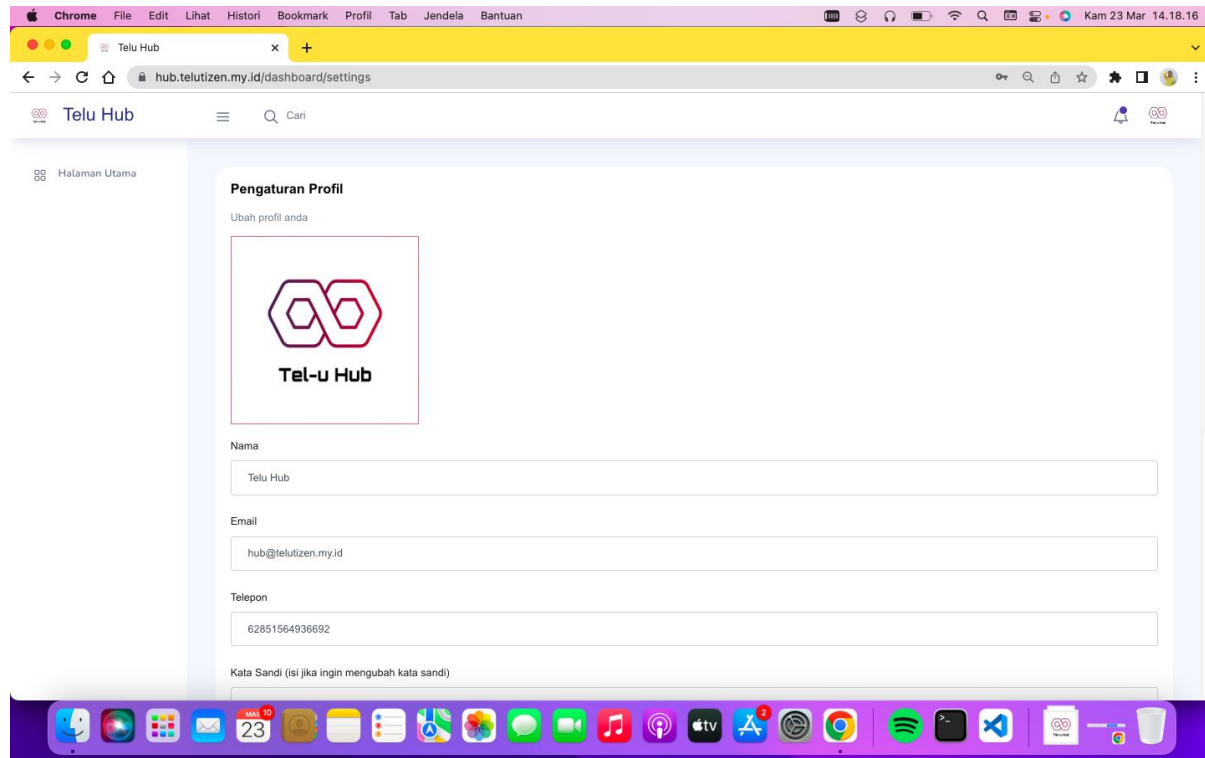 Chrome File Edit Lihat Histori Bookmark Profil Tab Jendela Bantuan Kam 23 Mar 14.18.16
Telu Hub
hub.telutizen.my.id/dashboard/settings
Telu Hub Cari
Halaman Utama
Pengaturan Profil
Ubah profil anda
Tel-u Hub
Nama
Telu Hub
Email
hub@telutizen.my.id
Telepon
62851564936692
Kata Sandi (isi jika ingin mengubah kata sandi)
10
23
tv
2